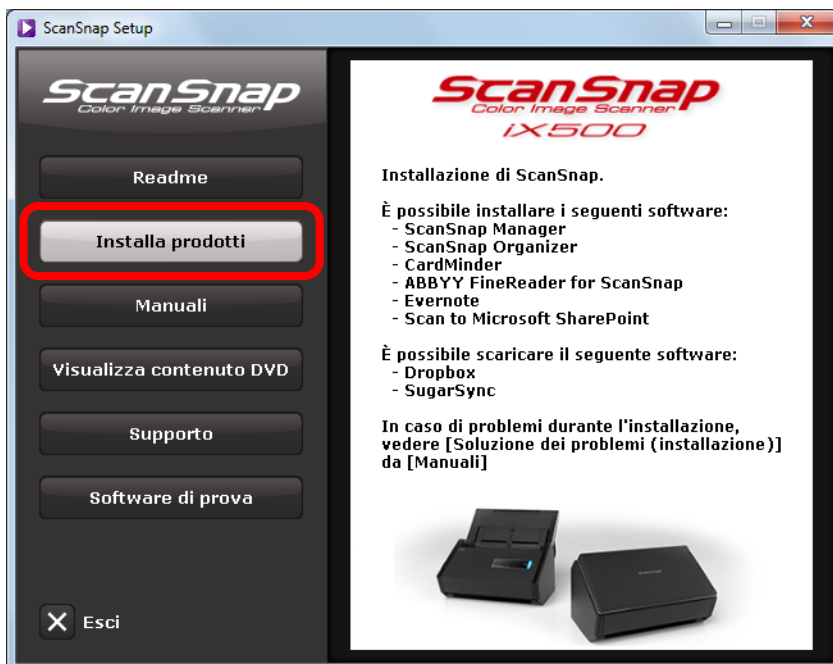 ScanSnap Setup
ScanSnap
Color Image Scanner
Readme
Installa prodotti
Manuali
Visualizza contenuto DVD
Supporto
Software di prova
Esci
ScanSnap
Color Image Scanner
iX500
Installazione di ScanSnap.
È possibile installare i seguenti software:
- ScanSnap Manager
- ScanSnap Organizer
- CardMinder
- ABBYY FineReader for ScanSnap
- Evernote
- Scan to Microsoft SharePoint
È possibile scaricare il seguente software:
- Dropbox
- SugarSync
In caso di problemi durante l'installazione,
vedere [Soluzione dei problemi (installazione)]
da [Manuali]